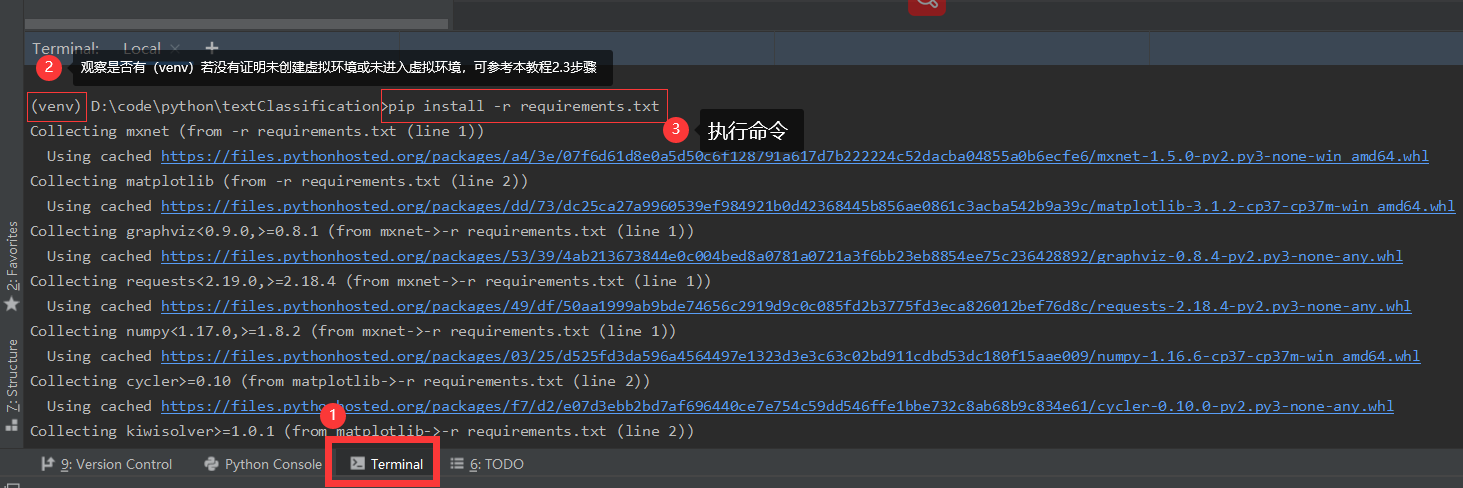 Terminal: Local × +
2 观察是否有（venv）若没有证明未创建虚拟环境或未进入虚拟环境，可参考本教程2.3步骤
(venv) D:\code\python\textClassification>pip install -r requirements.txt
3 执行命令
Collecting mxnet (from -r requirements.txt (line 1))
Using cached https://files.pythonhosted.org/packages/a4/3e/07f6d61d8e0a5d50c6f128791a617d7b222224c52dacba04855a0b6ecfe6/mxnet-1.5.0-py2.py3-none-win_amd64.whl
Collecting matplotlib (from -r requirements.txt (line 2))
Using cached https://files.pythonhosted.org/packages/dd/73/dc25ca27a9960539ef984921b0d42368445b856ae0861c3acba542b9a39c/matplotlib-3.1.2-cp37-cp37m-win_amd64.whl
Collecting graphviz<0.9.0,>=0.8.1 (from mxnet->-r requirements.txt (line 1))
Using cached https://files.pythonhosted.org/packages/53/39/4ab213673844e0c004bed8a0781a0721a3f6bb23eb8854ee75c236428892/graphviz-0.8.4-py2.py3-none-any.whl
Collecting requests<2.19.0,>=2.18.4 (from mxnet->-r requirements.txt (line 1))
Using cached https://files.pythonhosted.org/packages/49/df/50aa1999ab9bde74656c2919d9c0c085fd2b3775fd3eca826012bef76d8c/requests-2.18.4-py2.py3-none-any.whl
Collecting numpy<1.17.0,>=1.8.2 (from mxnet->-r requirements.txt (line 1))
Using cached https://files.pythonhosted.org/packages/03/25/d525fd3da596a4564497e1323d3e3c63c02bd911cdbd53dc180f15aae009/numpy-1.16.6-cp37-cp37m-win_amd64.whl
Collecting cycler>=0.10 (from matplotlib->-r requirements.txt (line 2))
Using cached https://files.pythonhosted.org/packages/f7/d2/e07d3ebb2bd7af696440ce7e754c59dd546ffe1bbe732c8ab68b9c834e61/cycler-0.10.0-py2.py3-none-any.whl
Collecting kiwisolver>=1.0.1 (from matplotlib->-r requirements.txt (line 2))
1
2: Favorites
7: Structure
9: Version Control Python Console Terminal 6: TODO